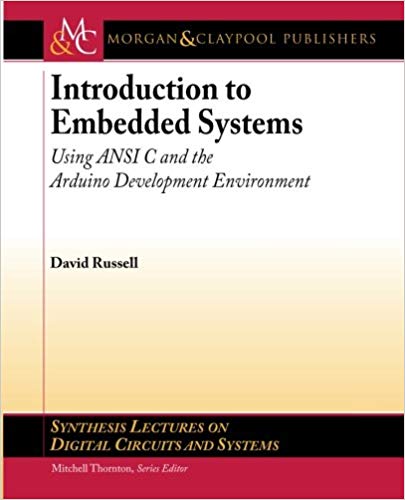 M
&C
MORGAN&CLAYPOOL PUBLISHERS
Introduction to
Embedded Systems
Using ANSI C and the
Arduino Development Environment
David Russell
SYNTHESIS LECTURES ON
DIGITAL CIRCUITS AND SYSTEMS
Mitchell Thornton, Series Editor